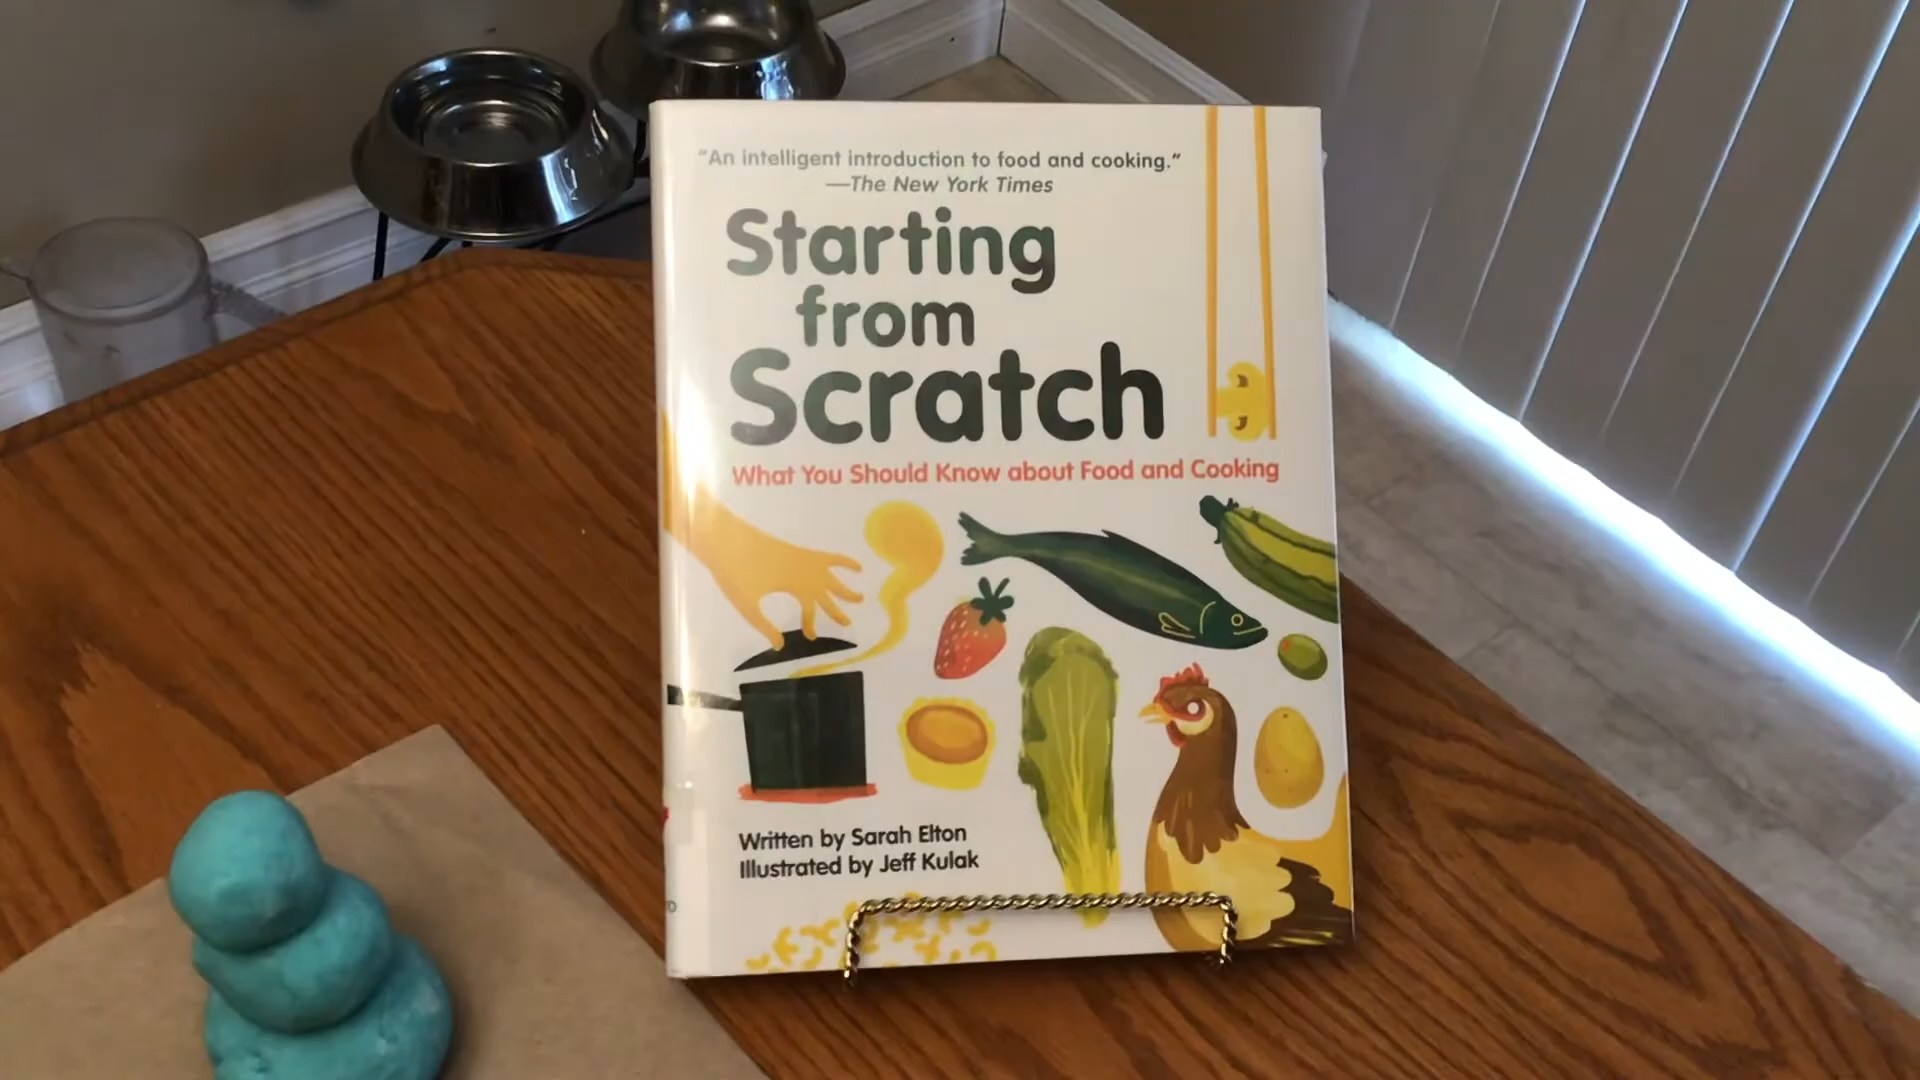 “An intelligent introduction to food and cooking.”
—The New York Times
Starting
from
Scratch
What You Should Know about Food and Cooking
Written by Sarah Elton
Illustrated by Jeff Kulak